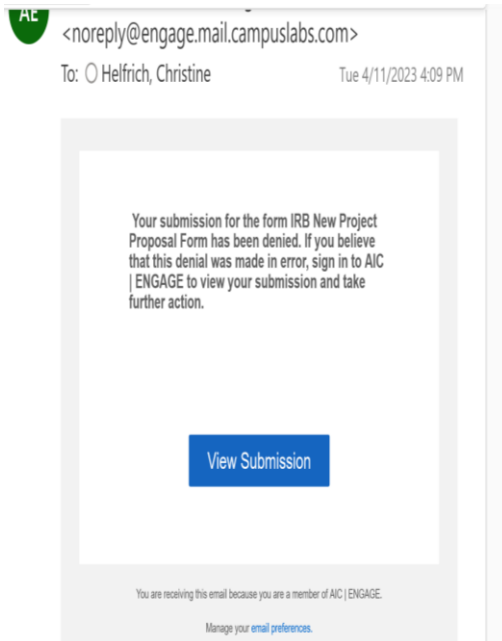 AE
<noreply@engage.mail.campuslabs.com>
To: Helfrich, Christine Tue 4/11/2023 4:09 PM
Your submission for the form IRB New Project
Proposal Form has been denied. If you believe
that this denial was made in error, sign in to AIC
| ENGAGE to view your submission and take
further action.
View Submission
You are receiving this email because you are a member of AIC | ENGAGE.
Manage your email preferences.